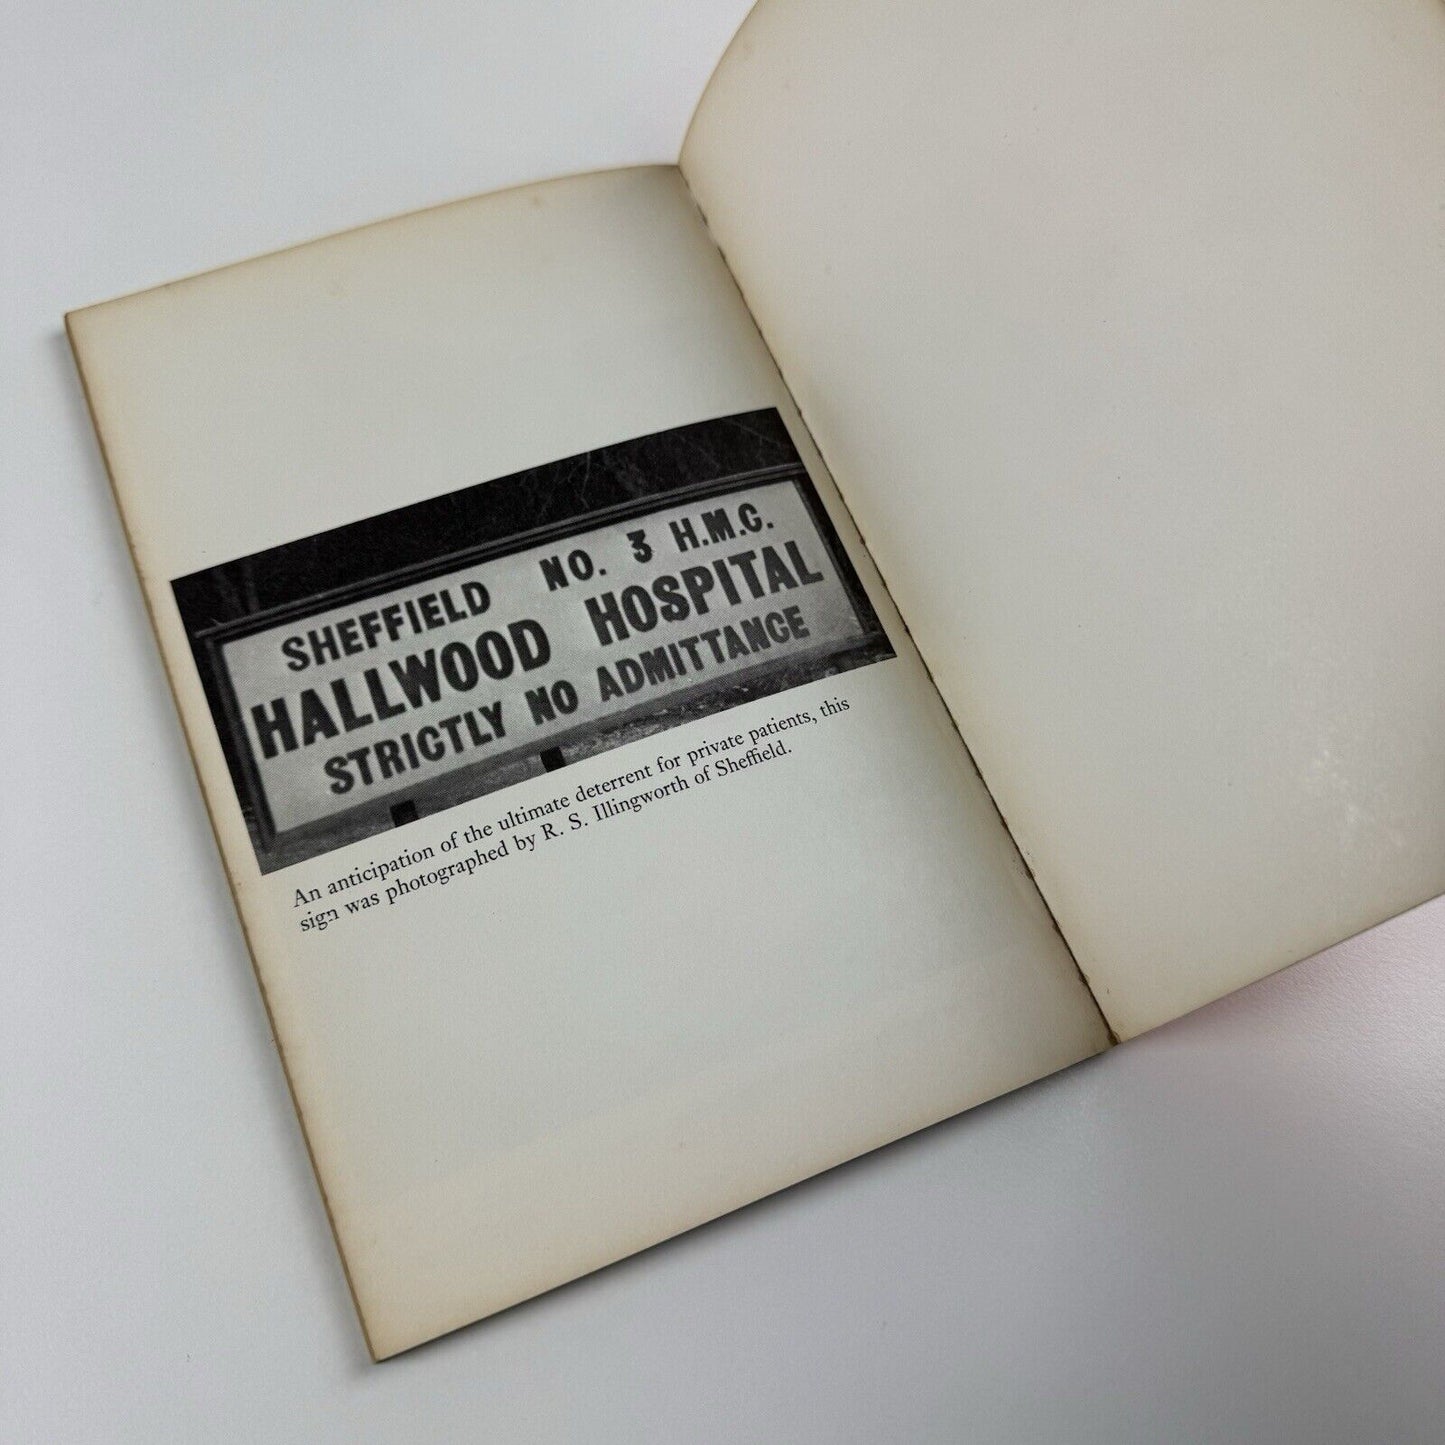 SHEFFIELD NO. 3 H.M.C.
HALLWOOD HOSPITAL
STRICTLY NO ADMITTANCE
An anticipation of the ultimate deterrent for private patients, this
sign was photographed by R. S. Illingworth of Sheffield.